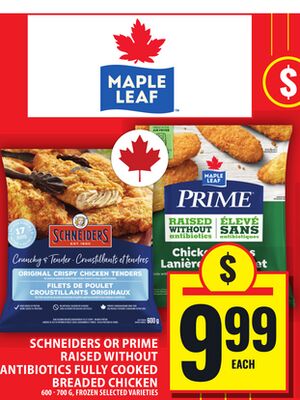 MAPLE
LEAF
$
17
SCHNEIDERS
Crunchy & Tender · Croustillants et tendres
ORIGINAL CRISPY CHICKEN TENDERS
FILETS DE POULET
CROUSTILLANTS ORIGINAUX
600 g
MAPLE
LEAF
PRIME
RAISED
WITHOUT
antibiotics
ÉLEVÉ
SANS
antibiotiques
$
9.99
EACH
SCHNEIDERS OR PRIME
RAISED WITHOUT
ANTIBIOTICS FULLY COOKED
BREADED CHICKEN
600 - 700 G, FROZEN SELECTED VARIETIES